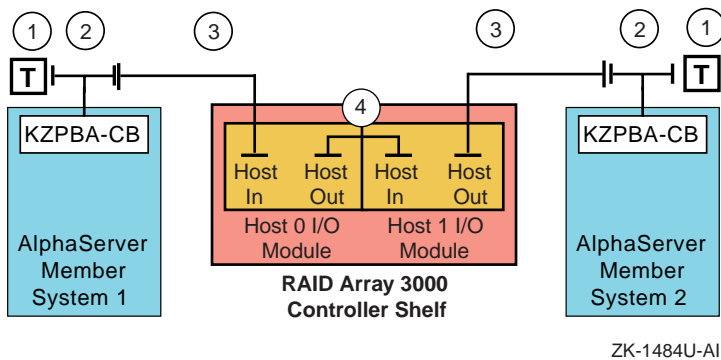 1 2 3 3 2 1
4
T T
KZPBA-CB KZPBA-CB
Host In
Host Out
Host In
Host Out
Host 0 I/O
Module
Host 1 I/O
Module
AlphaServer
Member
System 1
AlphaServer
Member
System 2
RAID Array 3000
Controller Shelf
ZK-1484U-AI